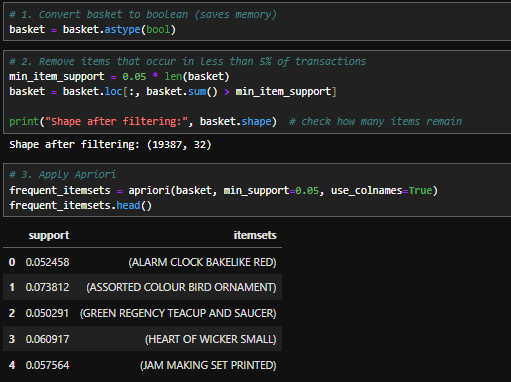 # 1. Convert basket to boolean (saves memory)
basket = basket.astype(bool)
# 2. Remove items that occur in less than 5% of transactions
min_item_support = 0.05 * len(basket)
basket = basket.loc[:, basket.sum() > min_item_support]
print("Shape after filtering:", basket.shape)  # check how many items remain
Shape after filtering: (19387, 32)
# 3. Apply Apriori
frequent_itemsets = apriori(basket, min_support=0.05, use_colnames=True)
frequent_itemsets.head()
support itemsets
0 0.052458 (ALARM CLOCK BAKELIKE RED)
1 0.073812 (ASSORTED COLOUR BIRD ORNAMENT)
2 0.050291 (GREEN REGENCY TEACUP AND SAUCER)
3 0.060917 (HEART OF WICKER SMALL)
4 0.057564 (JAM MAKING SET PRINTED)